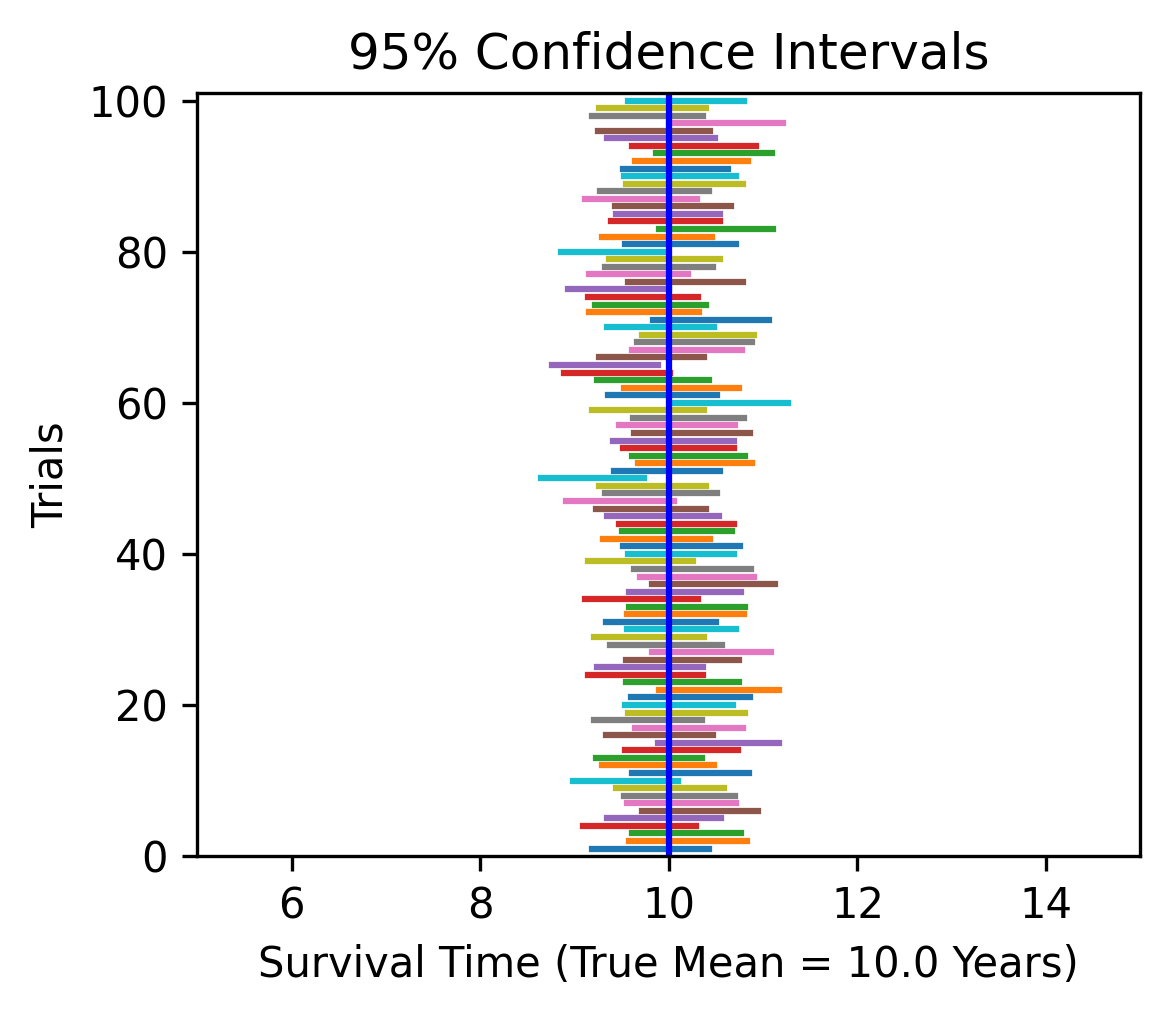 95% Confidence Intervals
100
80
60
40
20
0
Trials
6 8 10 12 14
Survival Time (True Mean = 10.0 Years)